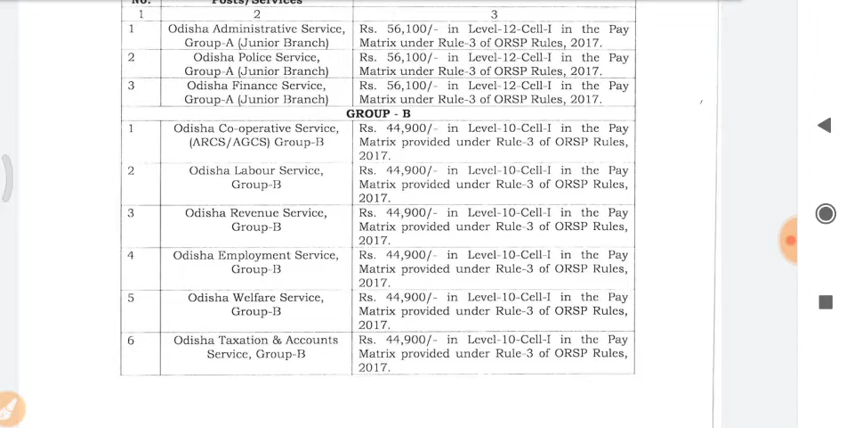 No. Posts/Services
1 2 3
1 Odisha Administrative Service, Rs. 56,100/- in Level-12-Cell-I in the Pay
Group-A (Junior Branch) Matrix under Rule-3 of ORSP Rules, 2017.
2 Odisha Police Service, Rs. 56,100/- in Level-12-Cell-I in the Pay
Group-A (Junior Branch) Matrix under Rule-3 of ORSP Rules, 2017.
3 Odisha Finance Service, Rs. 56,100/- in Level-12-Cell-I in the Pay
Group-A (Junior Branch) Matrix under Rule-3 of ORSP Rules, 2017.
GROUP - B
1 Odisha Co-operative Service, Rs. 44,900/- in Level-10-Cell-I in the Pay
(ARCS/AGCS) Group-B Matrix provided under Rule-3 of ORSP Rules,
2017.
2 Odisha Labour Service, Rs. 44,900/- in Level-10-Cell-I in the Pay
Group-B Matrix provided under Rule-3 of ORSP Rules,
2017.
3 Odisha Revenue Service, Rs. 44,900/- in Level-10-Cell-I in the Pay
Group-B Matrix provided under Rule-3 of ORSP Rules,
2017.
4 Odisha Employment Service, Rs. 44,900/- in Level-10-Cell-I in the Pay
Group-B Matrix provided under Rule-3 of ORSP Rules,
2017.
5 Odisha Welfare Service, Rs. 44,900/- in Level-10-Cell-I in the Pay
Group-B Matrix provided under Rule-3 of ORSP Rules,
2017.
6 Odisha Taxation & Accounts Rs. 44,900/- in Level-10-Cell-I in the Pay
Service, Group-B Matrix provided under Rule-3 of ORSP Rules,
2017.